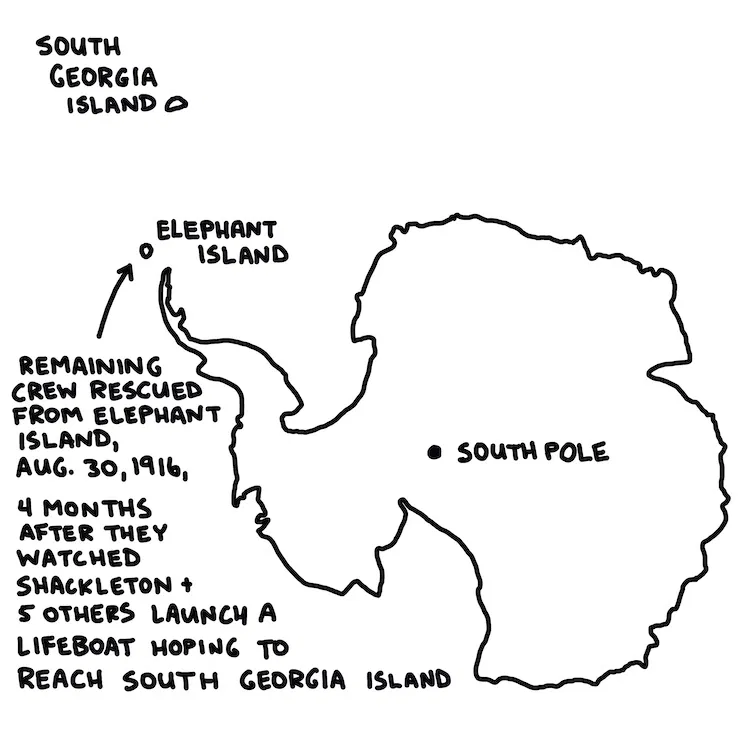 SOUTH
GEORGIA
ISLAND
ELEPHANT
ISLAND
REMAINING
CREW RESCUED
FROM ELEPHANT
ISLAND,
AUG. 30, 1916,
4 MONTHS
AFTER THEY
WATCHED
SHACKLETON +
5 OTHERS LAUNCH A
LIFEBOAT HOPING TO
REACH SOUTH GEORGIA ISLAND
SOUTH POLE